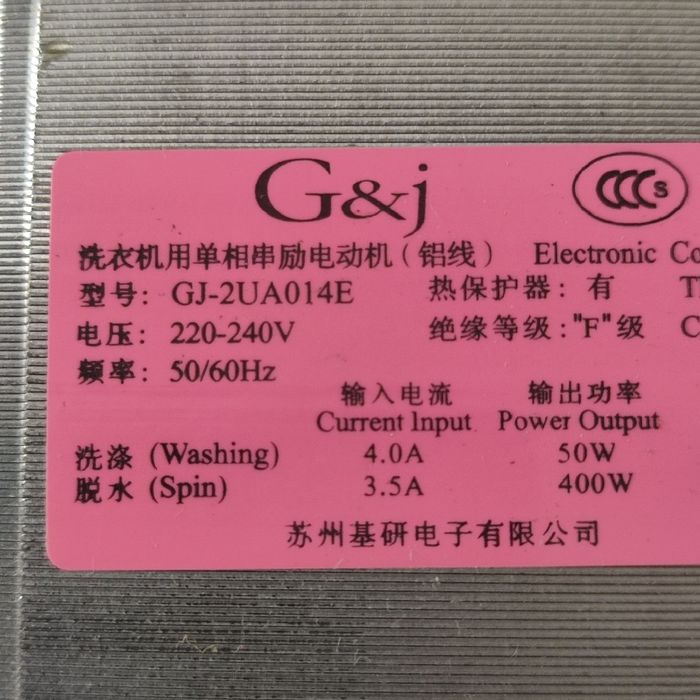 G&j
CCC S
洗衣机用单相串励电动机（铝线） Electronic Co
型号: GJ-2UA014E 热保护器: 有 T
电压: 220-240V 绝缘等级:"F"级 C
频率: 50/60Hz
输入电流 输出功率
Current Input Power Output
洗涤 (Washing) 4.0A 50W
脱水 (Spin) 3.5A 400W
苏州基研电子有限公司